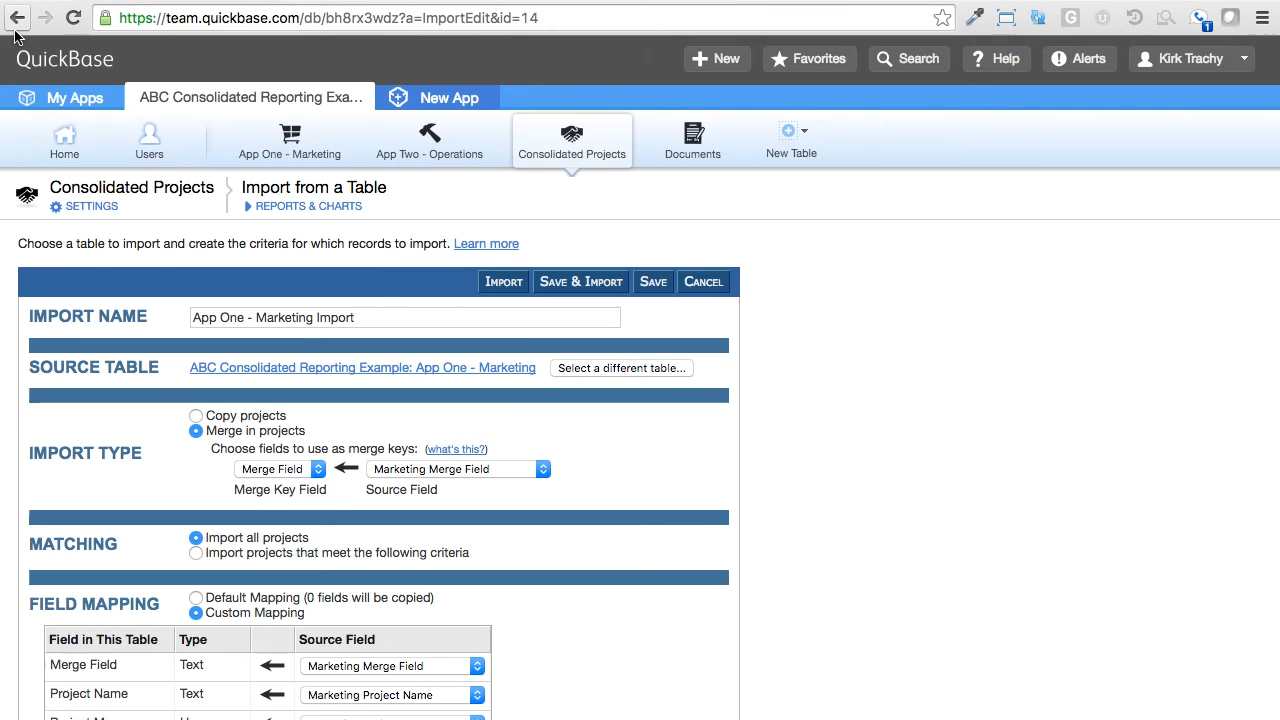 https://team.quickbase.com/db/bh8rx3wdz?a=ImportEdit&id=14
1
QuickBase
New
Favorites
Search
? Help
Alerts
Kirk Trachy
My Apps
ABC Consolidated Reporting Exa...
New App
Home
Users
App One - Marketing
App Two - Operations
Consolidated Projects
Documents
New Table
Consolidated Projects
Import from a Table
SETTINGS
REPORTS & CHARTS
Choose a table to import and create the criteria for which records to import. Learn more
IMPORT SAVE & IMPORT SAVE CANCEL
IMPORT NAME App One - Marketing Import
SOURCE TABLE ABC Consolidated Reporting Example: App One - Marketing Select a different table...
Copy projects
Merge in projects
IMPORT TYPE
Choose fields to use as merge keys: (what's this?)
Merge Field Marketing Merge Field
Merge Key Field Source Field
MATCHING
Import all projects
Import projects that meet the following criteria
FIELD MAPPING
Default Mapping (0 fields will be copied)
Custom Mapping
Field in This Table Type Source Field
Merge Field Text Marketing Merge Field
Project Name Text Marketing Project Name